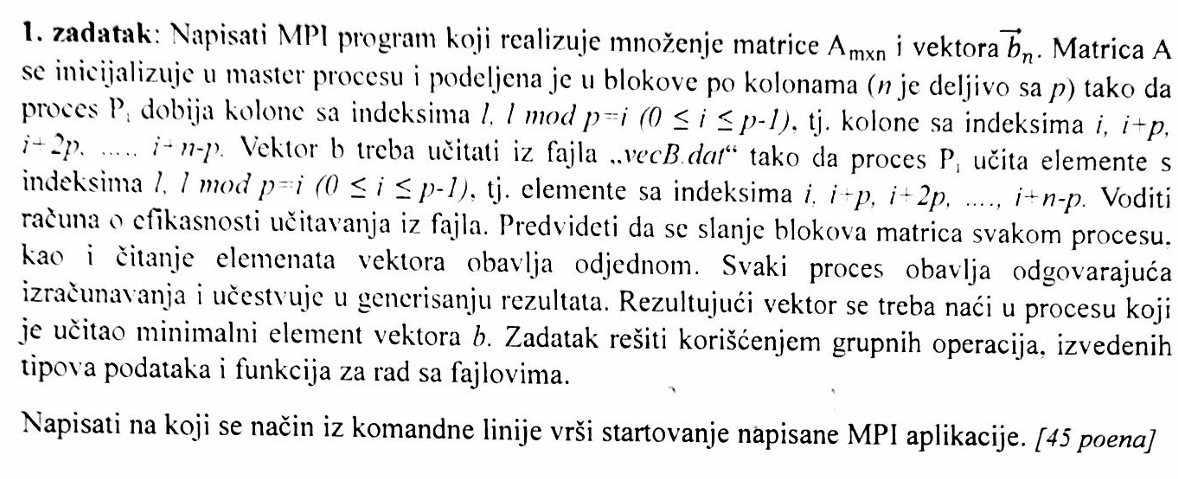 1. zadatak: Napisati MPI program koji realizuje množenje matrice Amxn i vektora b⃗n. Matrica A
se inicijalizuje u master procesu i podeljena je u blokove po kolonama (n je deljivo sa p) tako da
proces Pi dobija kolone sa indeksima l, l mod p=i (0 ≤ i ≤ p-1), tj. kolone sa indeksima i, i+p,
i+2p, ...., i+n-p. Vektor b treba učitati iz fajla „vecB.dat“ tako da proces Pi učita elemente s
indeksima l, l mod p=i (0 ≤ i ≤ p-1), tj. elemente sa indeksima i, i+p, i+2p, ...., i+n-p. Voditi
računa o efikasnosti učitavanja iz fajla. Predvideti da se slanje blokova matrica svakom procesu,
kao i čitanje elemenata vektora obavlja odjednom. Svaki proces obavlja odgovarajuća
izračunavanja i učestvuje u generisanju rezultata. Rezultujući vektor se treba naći u procesu koji
je učitao minimalni element vektora b. Zadatak rešiti korišćenjem grupnih operacija, izvedenih
tipova podataka i funkcija za rad sa fajlovima.
Napisati na koji se način iz komandne linije vrši startovanje napisane MPI aplikacije. [45 poena]